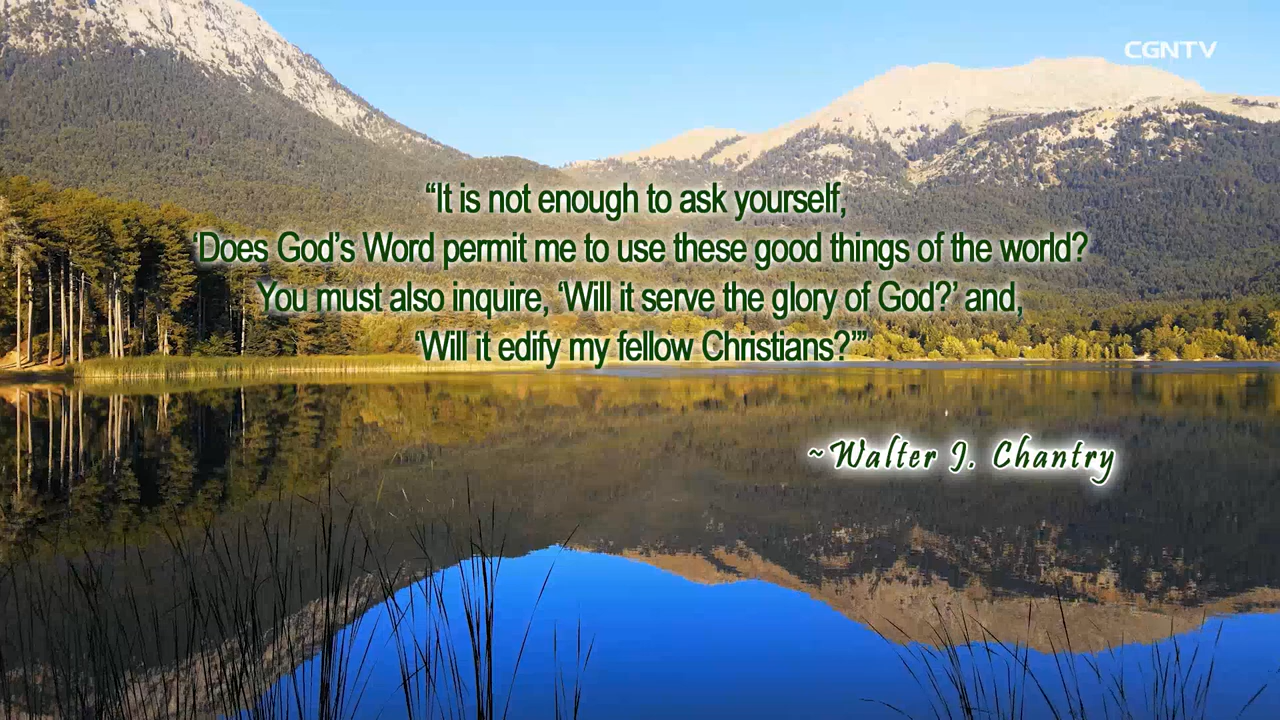 CGNTV
“It is not enough to ask yourself,
‘Does God’s Word permit me to use these good things of the world?
You must also inquire, ‘Will it serve the glory of God?’ and,
‘Will it edify my fellow Christians?’”’
~Walter J. Chantry